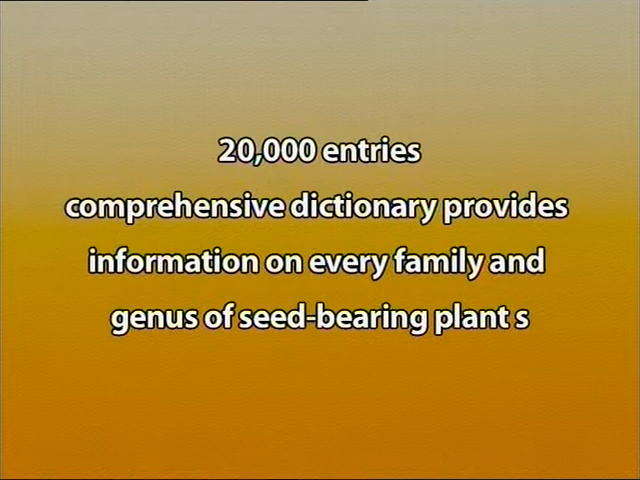 20,000 entries
comprehensive dictionary provides
information on every family and
genus of seed-bearing plant s